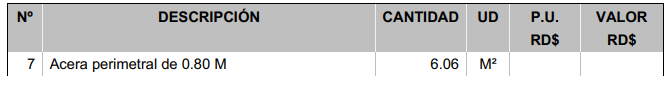 Nº DESCRIPCIÓN CANTIDAD UD P.U. VALOR
RD$ RD$
7 Acera perimetral de 0.80 M 6.06 M²